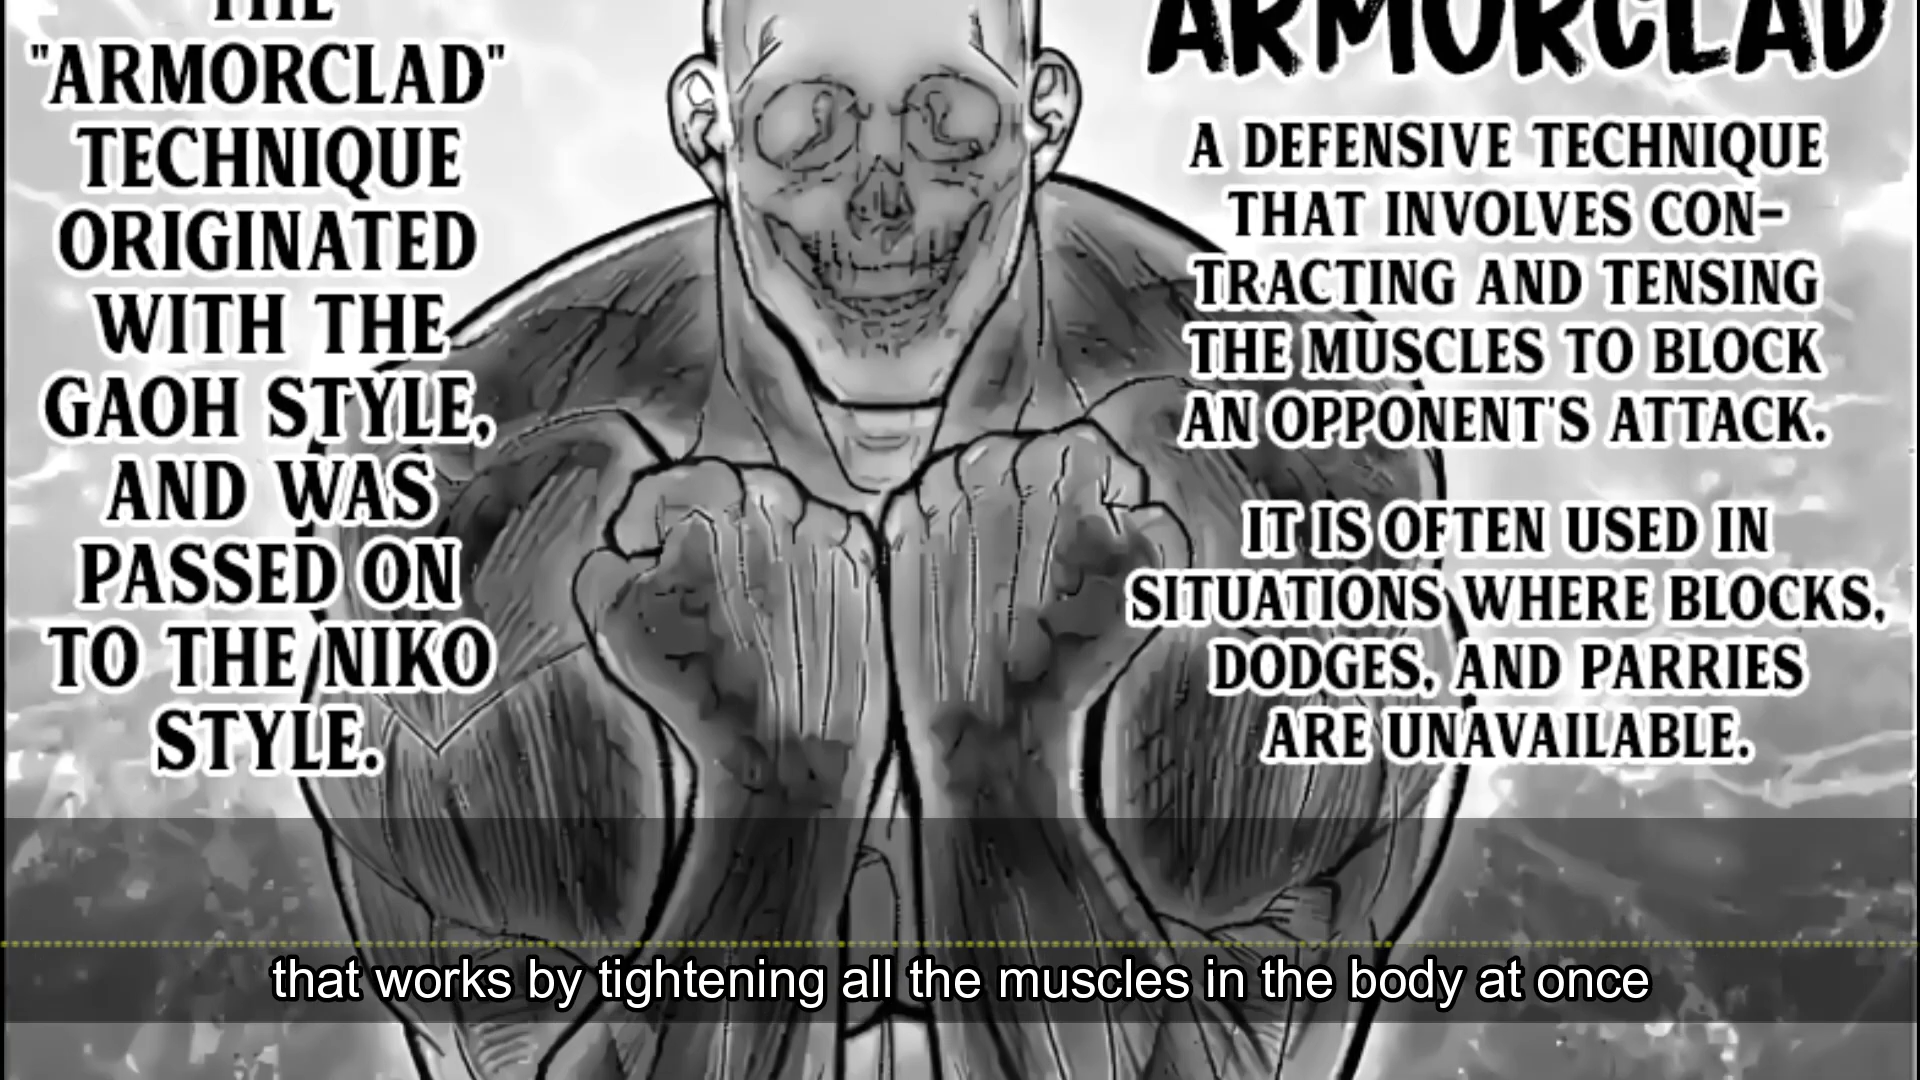 THE
"ARMORCLAD"
TECHNIQUE
ORIGINATED
WITH THE
GAOH STYLE,
AND WAS
PASSED ON
TO THE NIKO
STYLE.
ARMORCLAD
A DEFENSIVE TECHNIQUE
THAT INVOLVES CON-
TRACTING AND TENSING
THE MUSCLES TO BLOCK
AN OPPONENT'S ATTACK.
IT IS OFTEN USED IN
SITUATIONS WHERE BLOCKS,
DODGES, AND PARRIES
ARE UNAVAILABLE.
that works by tightening all the muscles in the body at once